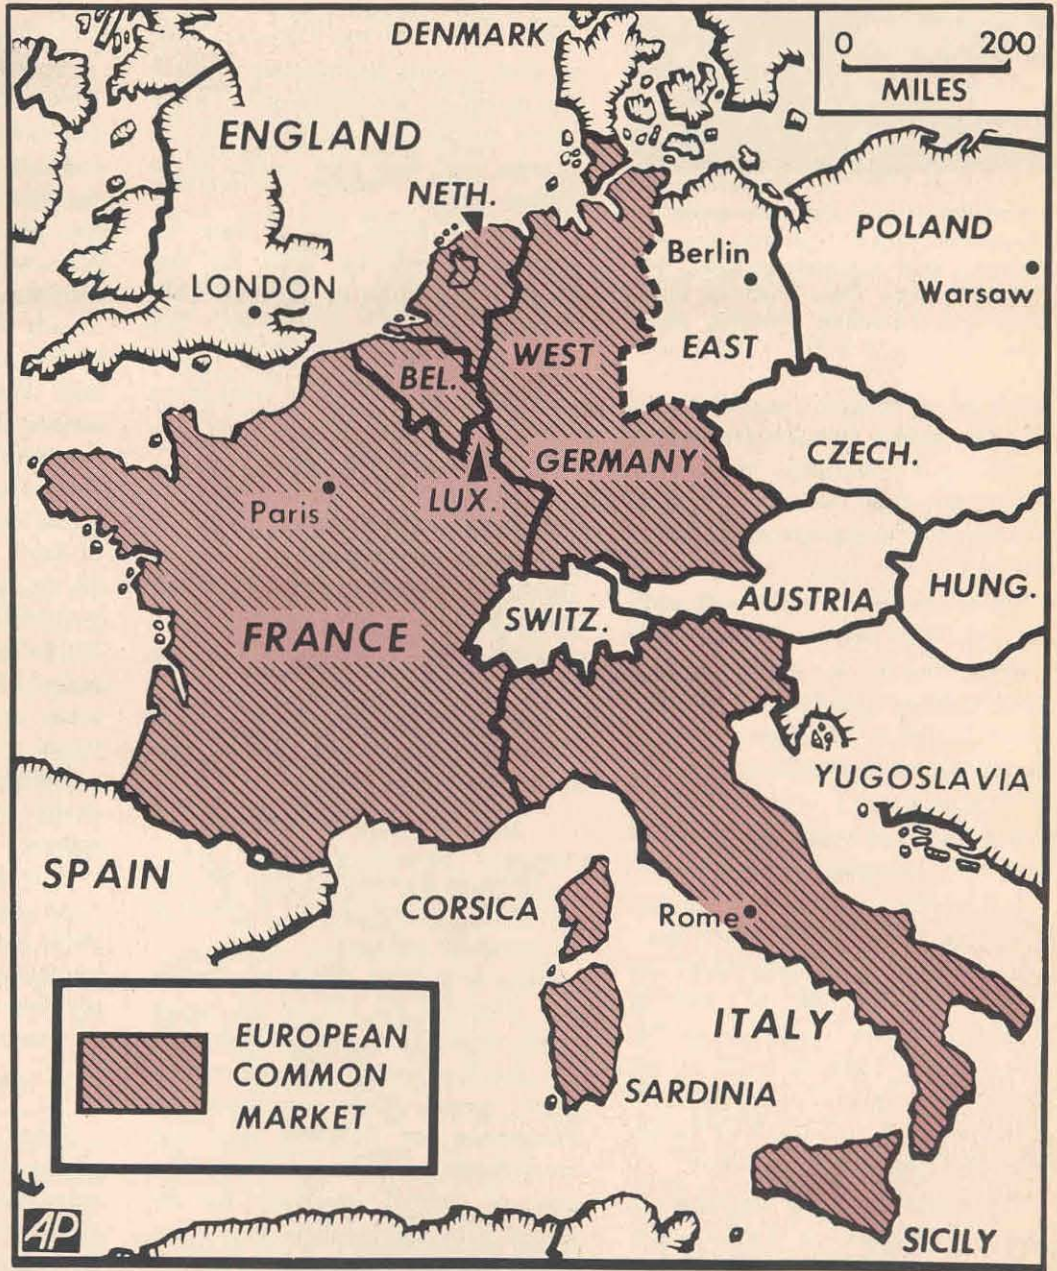 DENMARK
0 200
MILES
ENGLAND
NETH.
POLAND
Berlin
Warsaw
LONDON
WEST
EAST
BEL.
CZECH.
GERMANY
LUX.
Paris
HUNG.
AUSTRIA
SWITZ.
FRANCE
YUGOSLAVIA
SPAIN
CORSICA
Rome
ITALY
EUROPEAN
COMMON
MARKET
SARDINIA
AP
SICILY